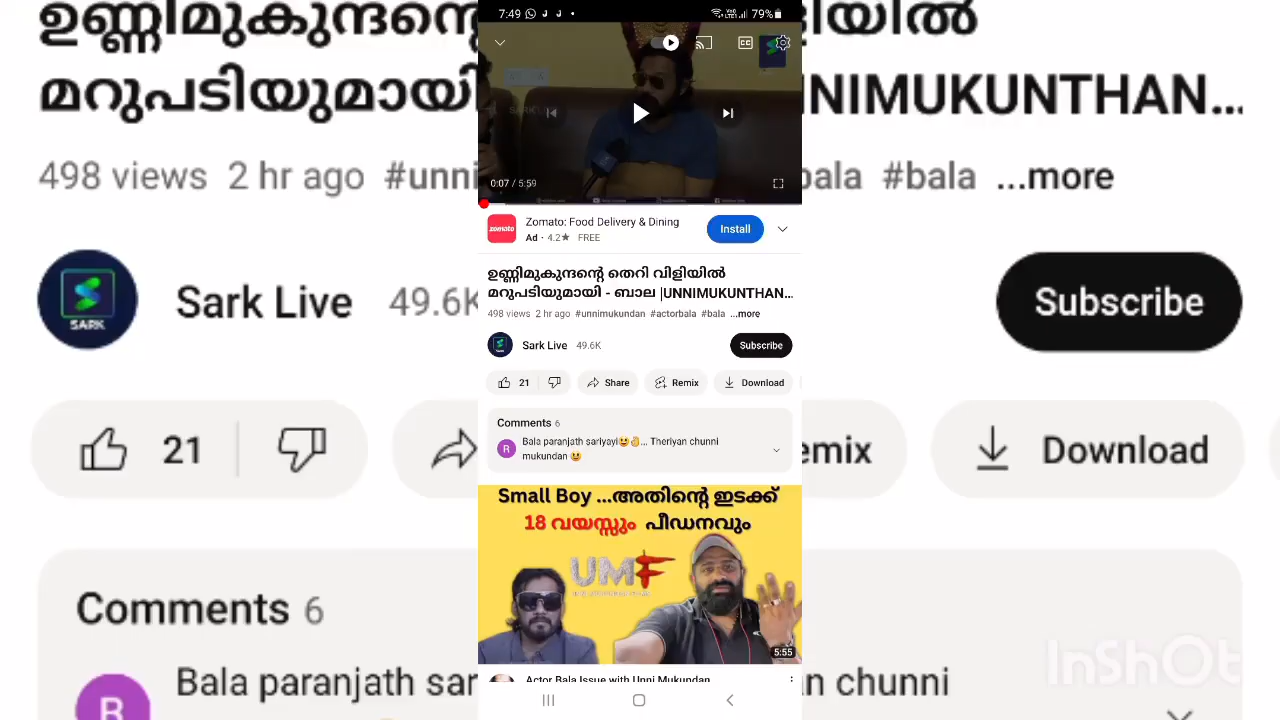 ഉണ്ണിമുകുന്ദന്റെ
യിൽ
മറുപടിയുമായി
NIMUKUNTHAN...
498 views 2 hr ago #unni
bala #bala ...more
SARK
Sark Live 49.6K
Subscribe
21
emix
Download
Comments 6
R
Bala paranjath sar
n chunni
7:49
79%
CC
0:07 / 5:59
zomato
Zomato: Food Delivery & Dining
Ad · 4.2★ FREE
Install
ഉണ്ണിമുകുന്ദന്റെ തെറി വിളിയിൽ
മറുപടിയുമായി - ബാല |UNNIMUKUNTHAN...
498 views 2 hr ago #unnimukundan #actorbala #bala ...more
Sark Live 49.6K
Subscribe
21
Share
Remix
Download
Comments 6
R
Bala paranjath sariyayi😃👌... Theriyan chunni
mukundan 😃
Small Boy ...അതിന്റെ ഇടക്ക്
18 വയസ്സും പീഡനവും
UMF
5:55
Actor Bala Issue with Unni Mukundan
InShOt